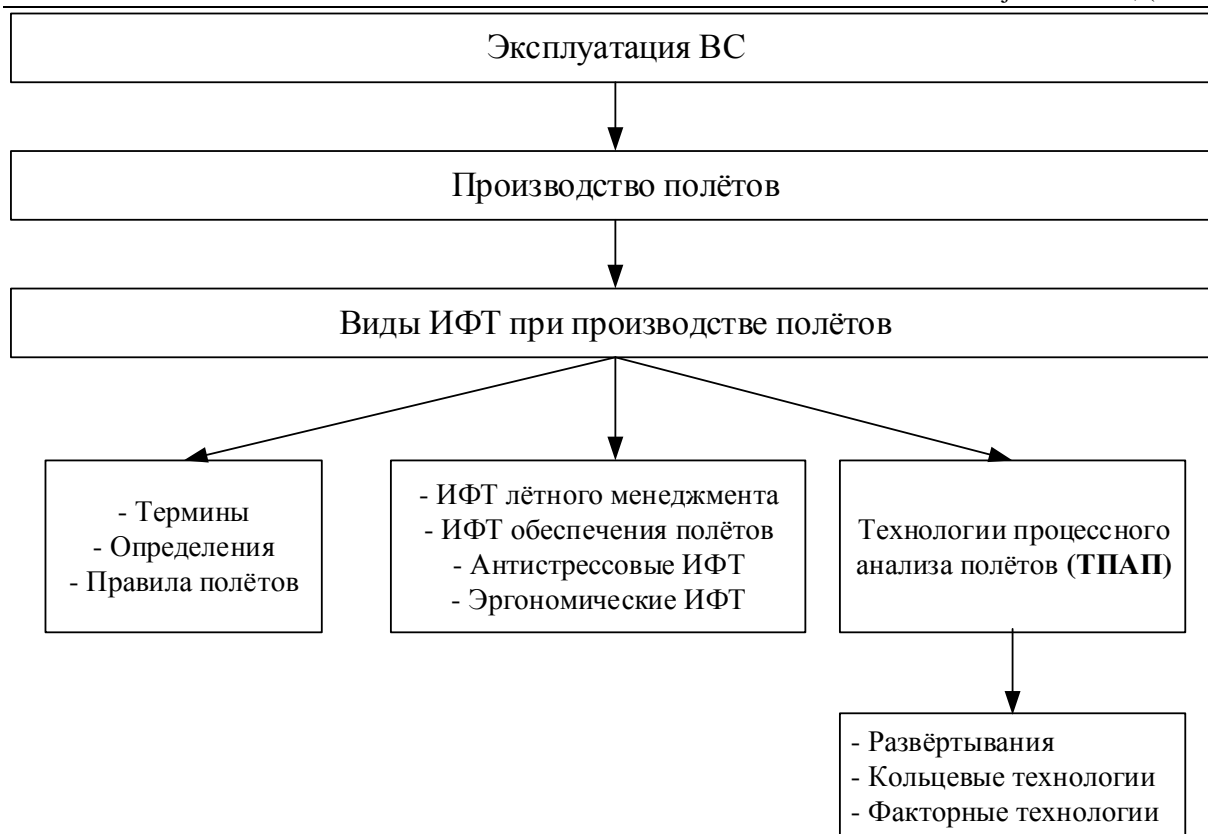 Эксплуатация ВС
Производство полётов
Виды ИФТ при производстве полётов
- Термины
- Определения
- Правила полётов
- ИФТ лётного менеджмента
- ИФТ обеспечения полётов
- Антистрессовые ИФТ
- Эргономические ИФТ
Технологии процессного
анализа полётов (ТПАП)
- Развёртывания
- Кольцевые технологии
- Факторные технологии